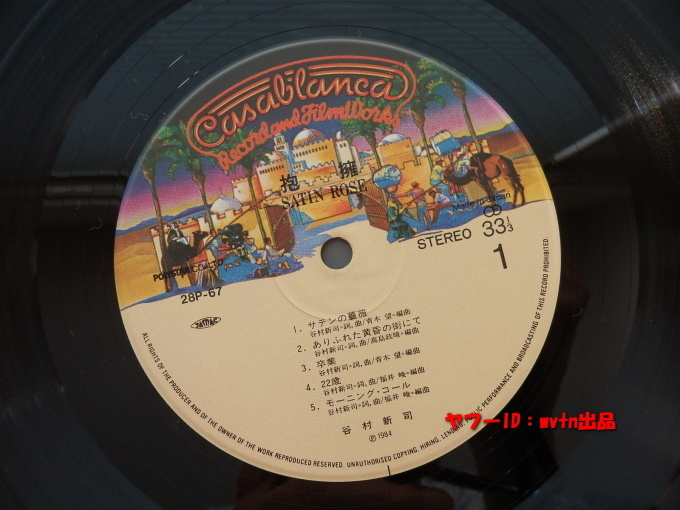 Casablanca
Record and FilmWorks
抱擁
SATIN ROSE
Made in Japan
STEREO 33 1/3
1
POLYSTAR CO., LTD.
28P-67
1. サテンの薔薇
谷村新司=詞,曲/青木 望=編曲
2. ありふれた黄昏の街にて
谷村新司=詞,曲/高島政晴=編曲
3. 卒業
谷村新司=詞,曲/青木 望=編曲
4. 22歳
谷村新司=詞,曲/福井 峻=編曲
5. モーニング・コール
谷村新司=詞,曲/福井 峻=編曲
谷村新司
Ⓟ1984
ALL RIGHTS OF THE PRODUCER AND OF THE OWNER OF THE WORK REPRODUCED RESERVED. UNAUTHORISED COPYING, HIRING, LENDING, PUBLIC PERFORMANCE AND BROADCASTING OF THIS RECORD PROHIBITED.
ヤフーID：mvtn出品